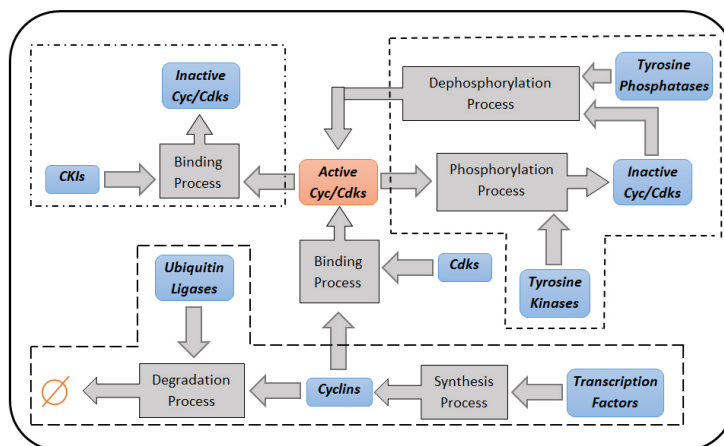 Inactive
Cyc/Cdks
Dephosphorylation
Process
Tyrosine
Phosphatases
CKIs
Binding
Process
Active
Cyc/Cdks
Phosphorylation
Process
Inactive
Cyc/Cdks
Ubiquitin
Ligases
Binding
Process
Cdks
Tyrosine
Kinases
∅
Degradation
Process
Cyclins
Synthesis
Process
Transcription
Factors